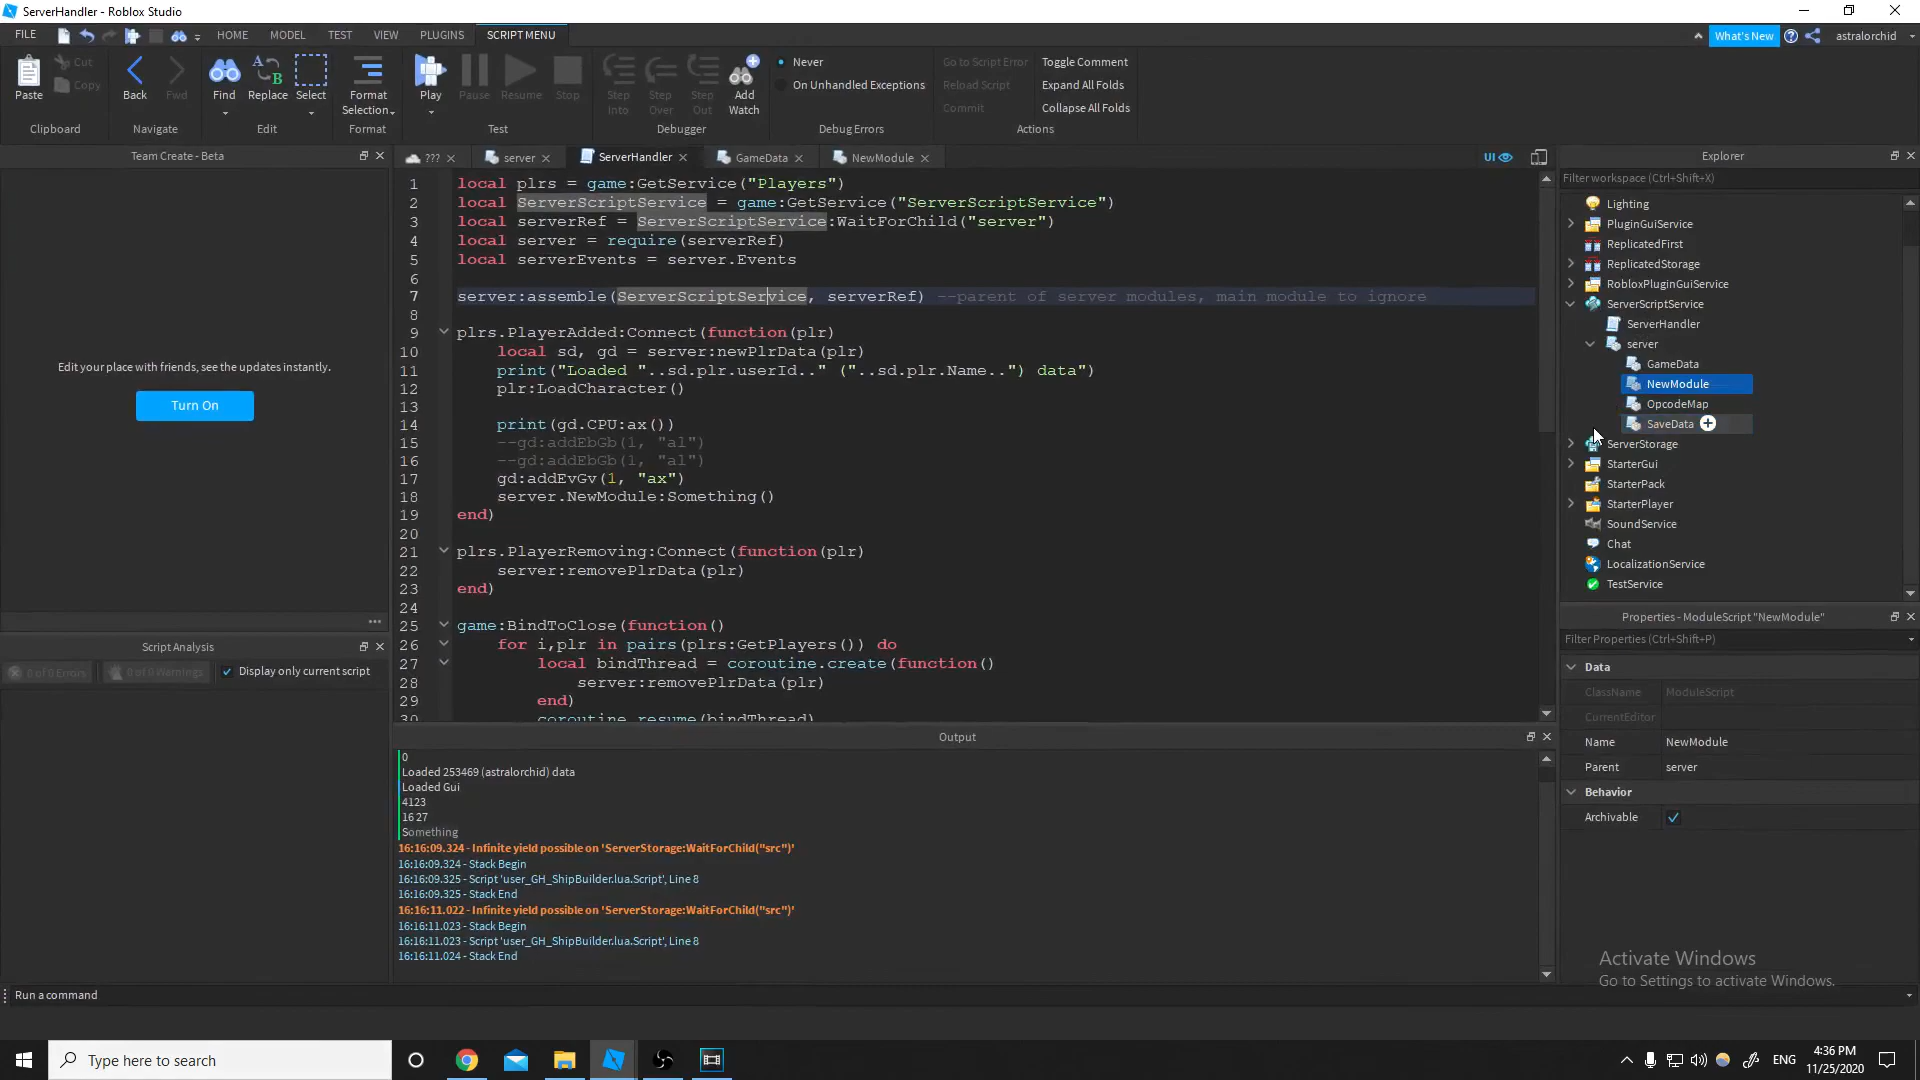 ServerHandler - Roblox Studio
FILE HOME MODEL TEST VIEW PLUGINS SCRIPT MENU What's New astralorchid
Paste Cut Copy Back Fwd Find Replace Select Format Selection Play Pause Resume Stop Step Into Step Over Step Out Add Watch Never On Unhandled Exceptions Go to Script Error Reload Script Commit Toggle Comment Expand All Folds Collapse All Folds
Clipboard Navigate Edit Format Test Debugger Debug Errors Actions
Team Create - Beta
Edit your place with friends, see the updates instantly.
Turn On
Script Analysis
0 of 0 Errors 0 of 0 Warnings Display only current script
??? server ServerHandler GameData NewModule UI
1 local plrs = game:GetService("Players")
2 local ServerScriptService = game:GetService("ServerScriptService")
3 local serverRef = ServerScriptService:WaitForChild("server")
4 local server = require(serverRef)
5 local serverEvents = server.Events
6
7 server:assemble(ServerScriptService, serverRef) --parent of server modules, main module to ignore
8
9 plrs.PlayerAdded:Connect(function(plr)
10 local sd, gd = server:newPlrData(plr)
11 print("Loaded "..sd.plr.userId.." ("..sd.plr.Name..") data")
12 plr:LoadCharacter()
13
14 print(gd.CPU:ax())
15 --gd:addEbGb(1, "al")
16 --gd:addEbGb(1, "al")
17 gd:addEvGv(1, "ax")
18 server.NewModule:Something()
19 end)
20
21 plrs.PlayerRemoving:Connect(function(plr)
22 server:removePlrData(plr)
23 end)
24
25 game:BindToClose(function()
26 for i,plr in pairs(plrs:GetPlayers()) do
27 local bindThread = coroutine.create(function()
28 server:removePlrData(plr)
29 end)
30 coroutine.resume(bindThread)
Output
0
Loaded 253469 (astralorchid) data
Loaded Gui
4123
16 27
Something
16:16:09.324 - Infinite yield possible on 'ServerStorage:WaitForChild("src")'
16:16:09.324 - Stack Begin
16:16:09.325 - Script 'user_GH_ShipBuilder.lua.Script', Line 8
16:16:09.325 - Stack End
16:16:11.022 - Infinite yield possible on 'ServerStorage:WaitForChild("src")'
16:16:11.023 - Stack Begin
16:16:11.023 - Script 'user_GH_ShipBuilder.lua.Script', Line 8
16:16:11.024 - Stack End
Explorer
Filter workspace (Ctrl+Shift+X)
Lighting
PluginGuiService
ReplicatedFirst
ReplicatedStorage
RobloxPluginGuiService
ServerScriptService
ServerHandler
server
GameData
NewModule
OpcodeMap
SaveData
ServerStorage
StarterGui
StarterPack
StarterPlayer
SoundService
Chat
LocalizationService
TestService
Properties - ModuleScript "NewModule"
Filter Properties (Ctrl+Shift+P)
Data
ClassName ModuleScript
CurrentEditor
Name NewModule
Parent server
Behavior
Archivable
Activate Windows
Go to Settings to activate Windows.
Run a command
Type here to search
ENG 4:36 PM
11/25/2020